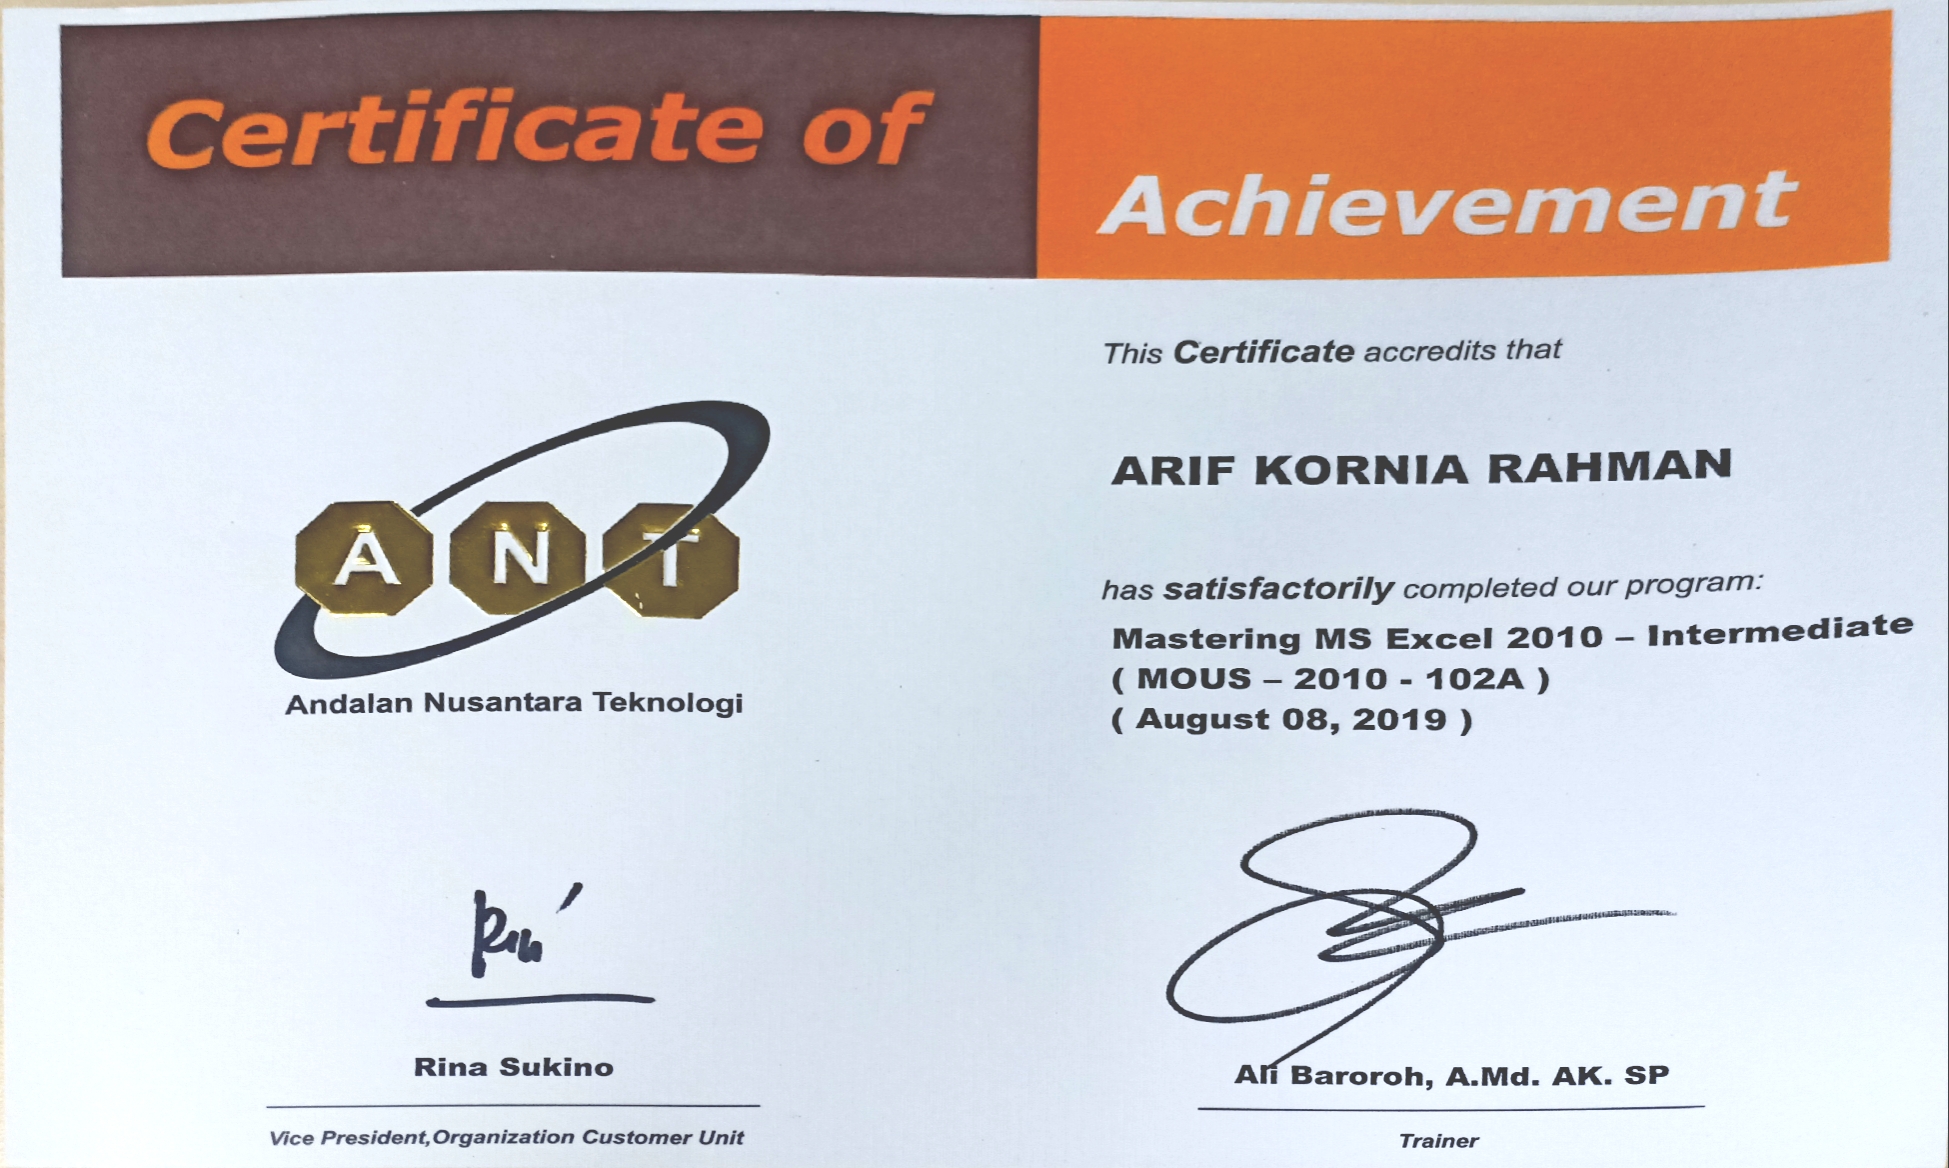 Certificate of
Achievement
This Certificate accredits that
ARIF KORNIA RAHMAN
has satisfactorily completed our program:
Mastering MS Excel 2010 – Intermediate
( MOUS – 2010 - 102A )
( August 08, 2019 )
A N T
Andalan Nusantara Teknologi
Rina Sukino
Vice President,Organization Customer Unit
Ali Baroroh, A.Md. AK. SP
Trainer